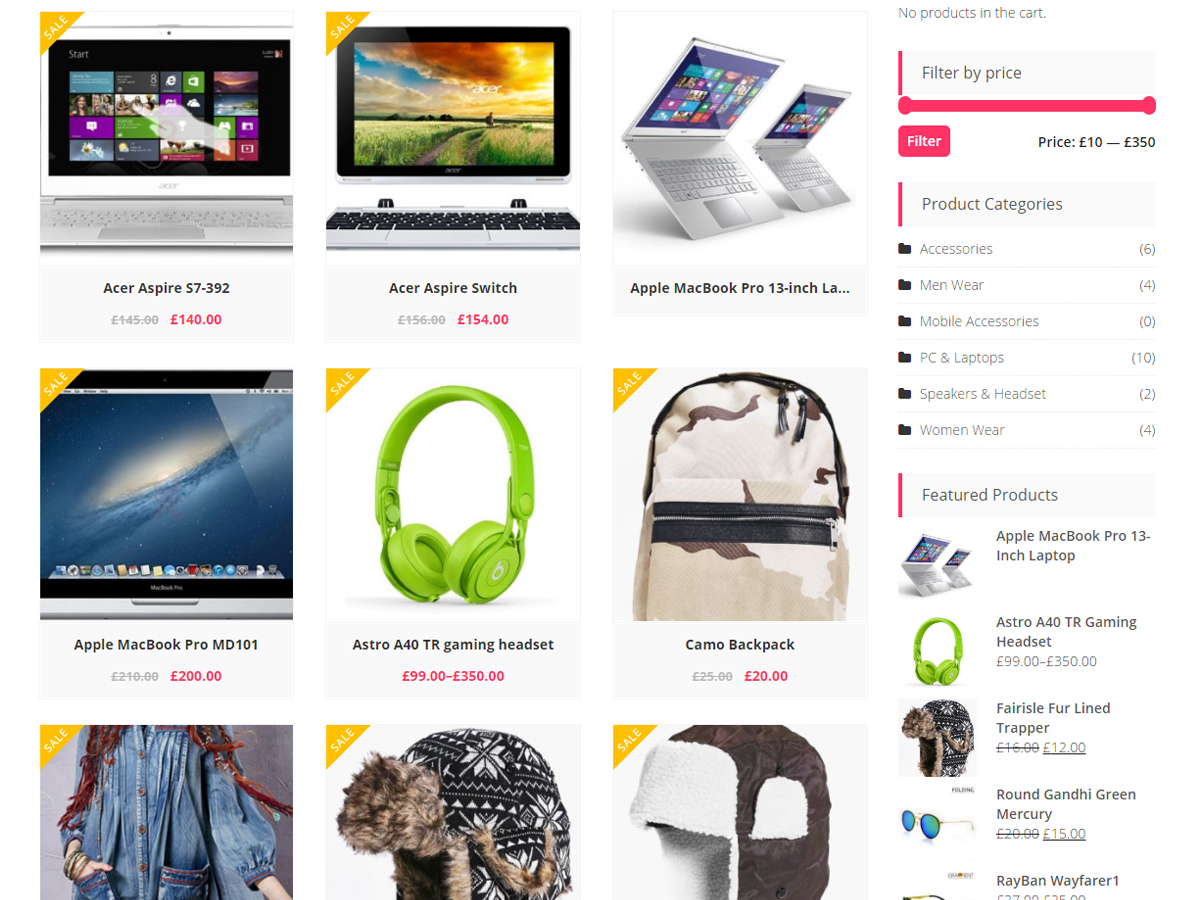 No products in the cart.
SALE
SALE
Start
acer
acer
acer
Acer Aspire S7-392
£145.00 £140.00
Acer Aspire Switch
£156.00 £154.00
Apple MacBook Pro 13-inch La...
Filter by price
Filter
Price: £10 — £350
Product Categories
Accessories (6)
Men Wear (4)
Mobile Accessories (0)
PC & Laptops (10)
Speakers & Headset (2)
Women Wear (4)
SALE
SALE
SALE
MacBook Pro
Apple MacBook Pro MD101
£210.00 £200.00
Astro A40 TR gaming headset
£99.00–£350.00
Camo Backpack
£25.00 £20.00
SALE
SALE
SALE
Featured Products
Apple MacBook Pro 13-
Inch Laptop
Astro A40 TR Gaming
Headset
£99.00–£350.00
Fairisle Fur Lined
Trapper
£16.00 £12.00
FOLDING
Round Gandhi Green
Mercury
£20.00 £15.00
GRADIENT
RayBan Wayfarer1